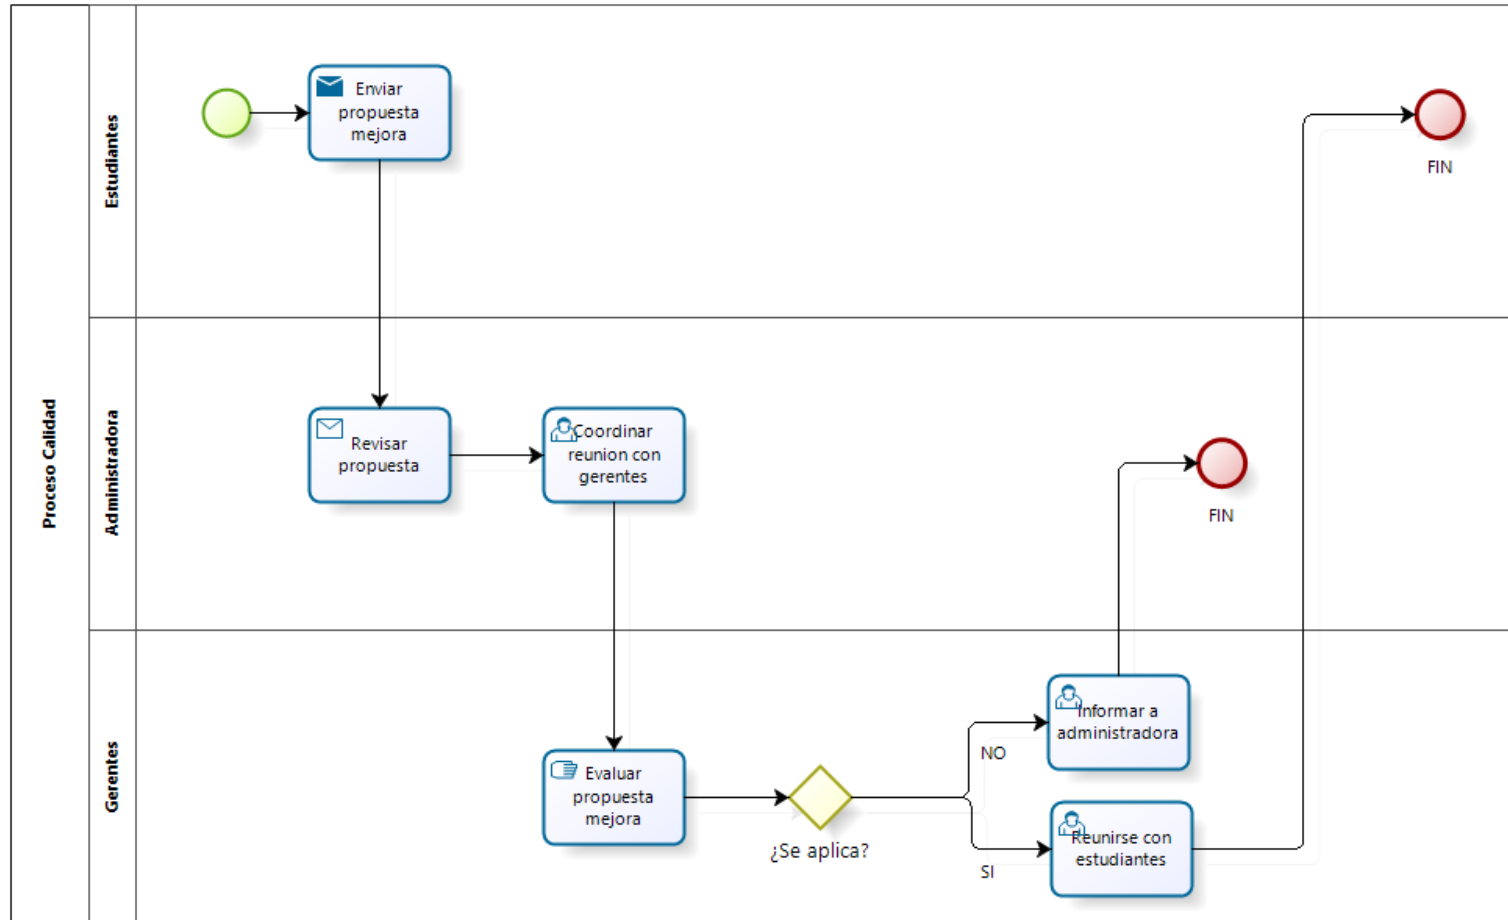 Proceso Calidad
Estudiantes
Enviar
propuesta
mejora
FIN
Administradora
Revisar
propuesta
Coordinar
reunion con
gerentes
FIN
Gerentes
Evaluar
propuesta
mejora
¿Se aplica?
NO
Informar a
administradora
SI
Reunirse con
estudiantes